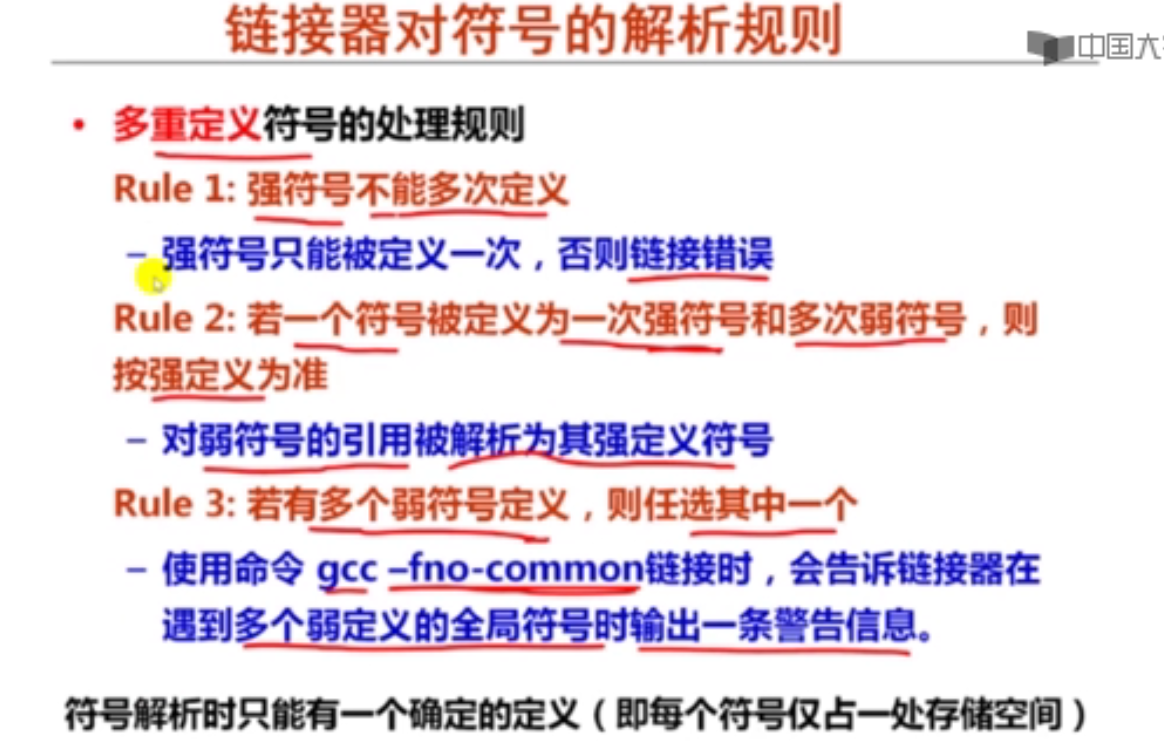 链接器对符号的解析规则
中国大
• 多重定义符号的处理规则
Rule 1: 强符号不能多次定义
– 强符号只能被定义一次，否则链接错误
Rule 2: 若一个符号被定义为一次强符号和多次弱符号，则
按强定义为准
– 对弱符号的引用被解析为其强定义符号
Rule 3: 若有多个弱符号定义，则任选其中一个
– 使用命令 gcc –fno-common链接时，会告诉链接器在
遇到多个弱定义的全局符号时输出一条警告信息。
符号解析时只能有一个确定的定义（即每个符号仅占一处存储空间）